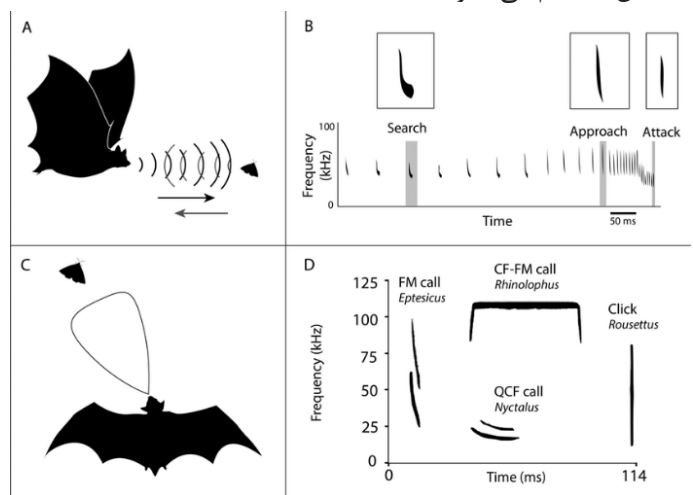 A
B
Search
Approach
Attack
100
0
Frequency
(kHz)
Time
50 ms
C
D
FM call
Eptesicus
CF-FM call
Rhinolophus
Click
Rousettus
QCF call
Nyctalus
125
100
75
50
25
0
Frequency (kHz)
0
Time (ms)
114